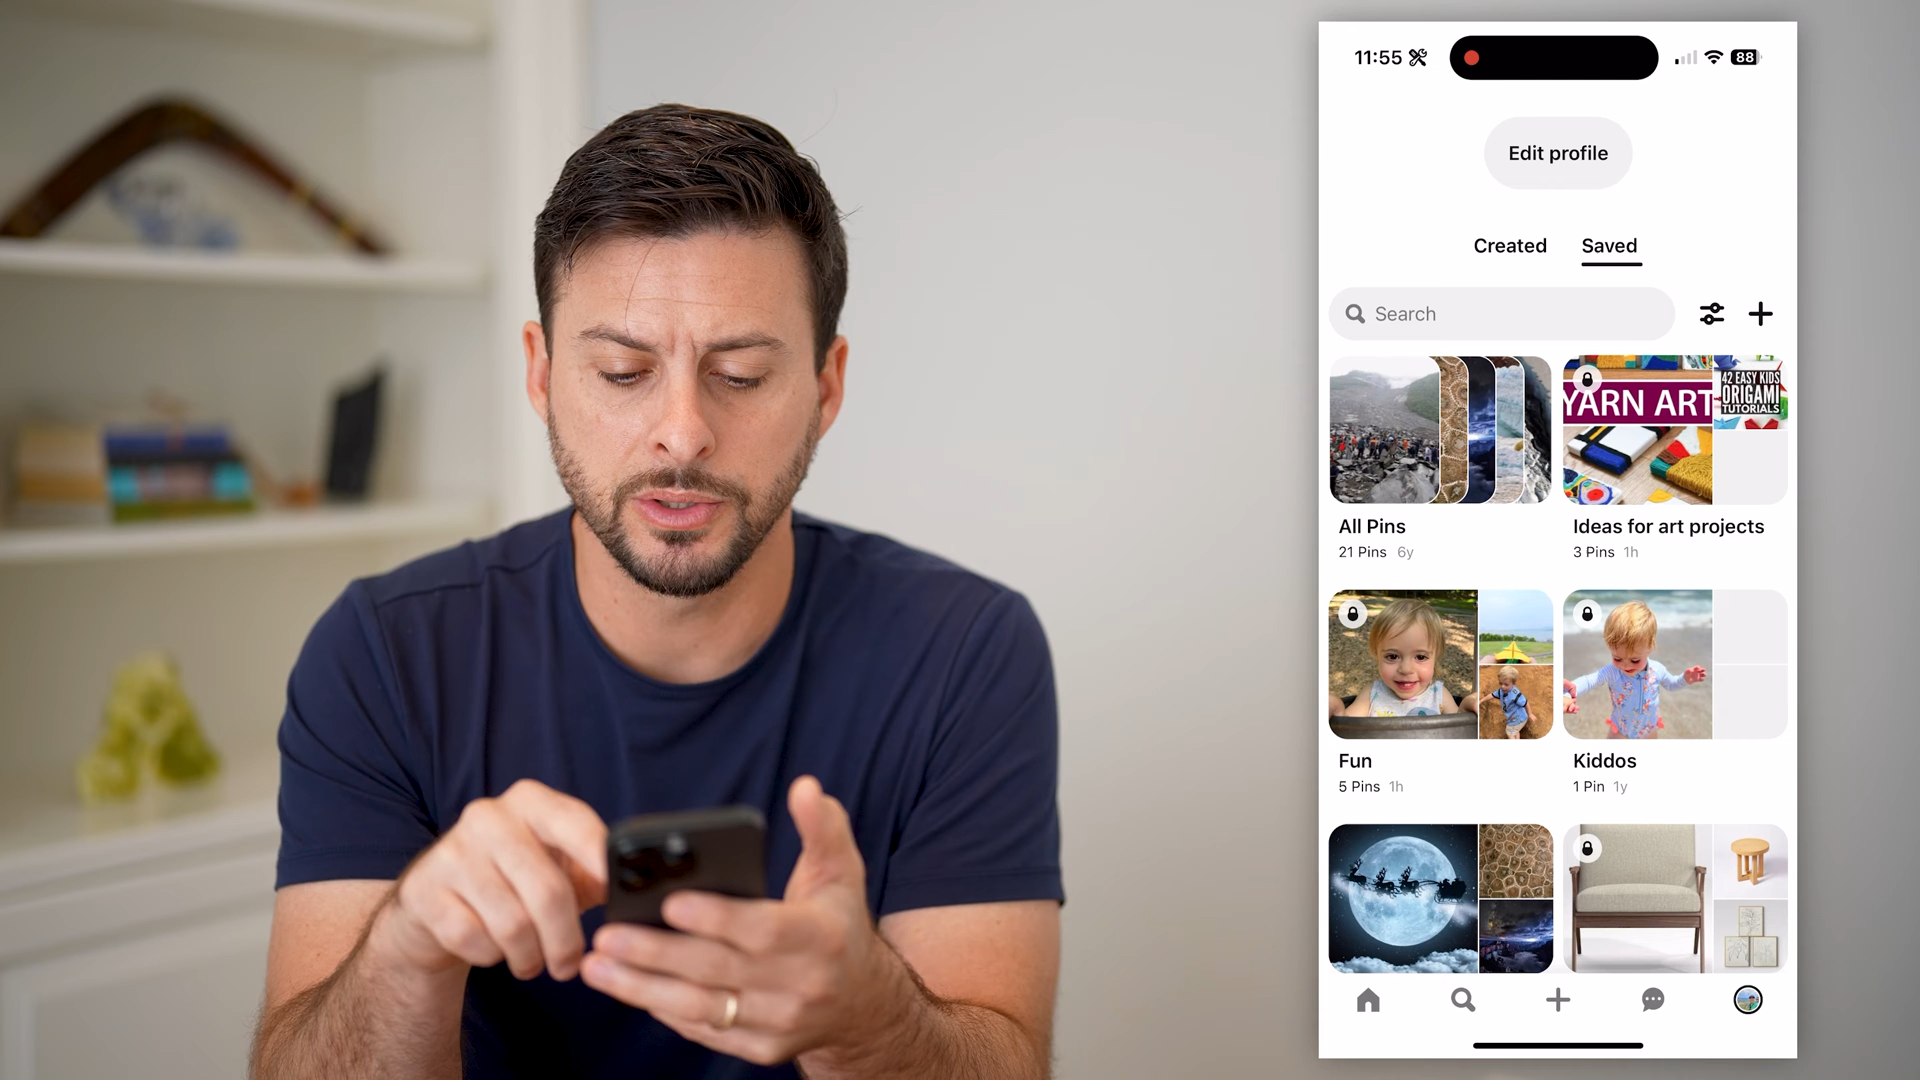 11:55
88
Edit profile
Created Saved
Search
YARN ART
42 EASY KIDS
ORIGAMI
TUTORIALS
All Pins
21 Pins 6y
Ideas for art projects
3 Pins 1h
Fun
5 Pins 1h
Kiddos
1 Pin 1y